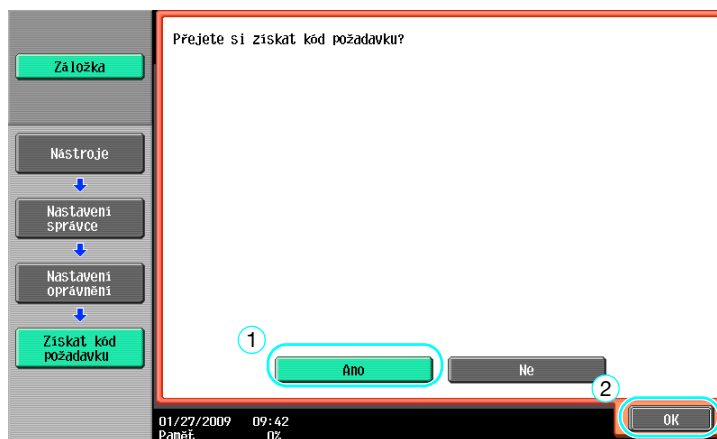 Přejete si získat kód požadavku?
Záložka
Nástroje
Nastavení
správce
Nastavení
oprávnění
Získat kód
požadavku
1
Ano
Ne
2
OK
01/27/2009 09:42
Paměť 0%